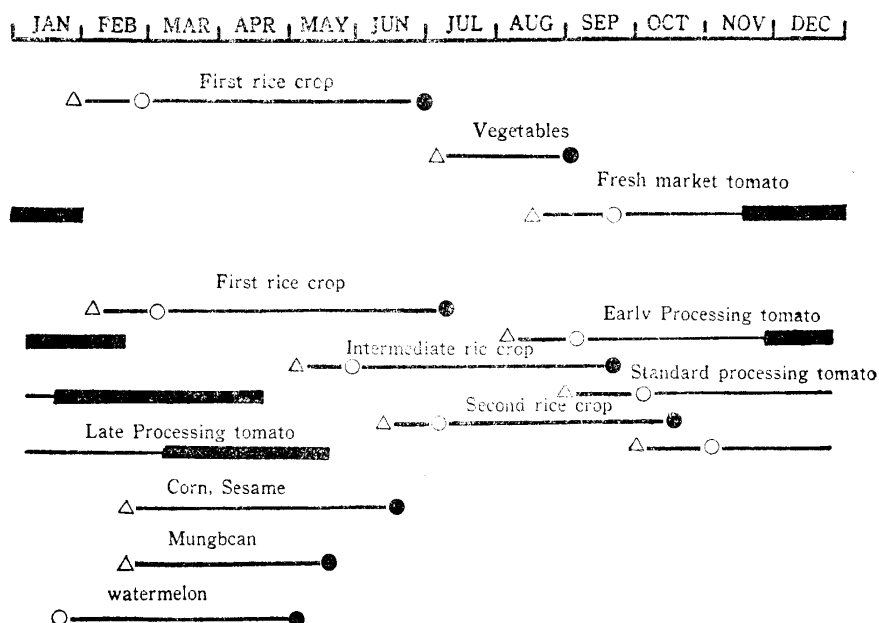 JAN FEB MAR APR MAY JUN JUL AUG SEP OCT NOV DEC
First rice crop
Vegetables
Fresh market tomato
First rice crop
Early Processing tomato
Intermediate ric crop
Standard processing tomato
Second rice crop
Late Processing tomato
Corn, Sesame
Mungbean
watermelon